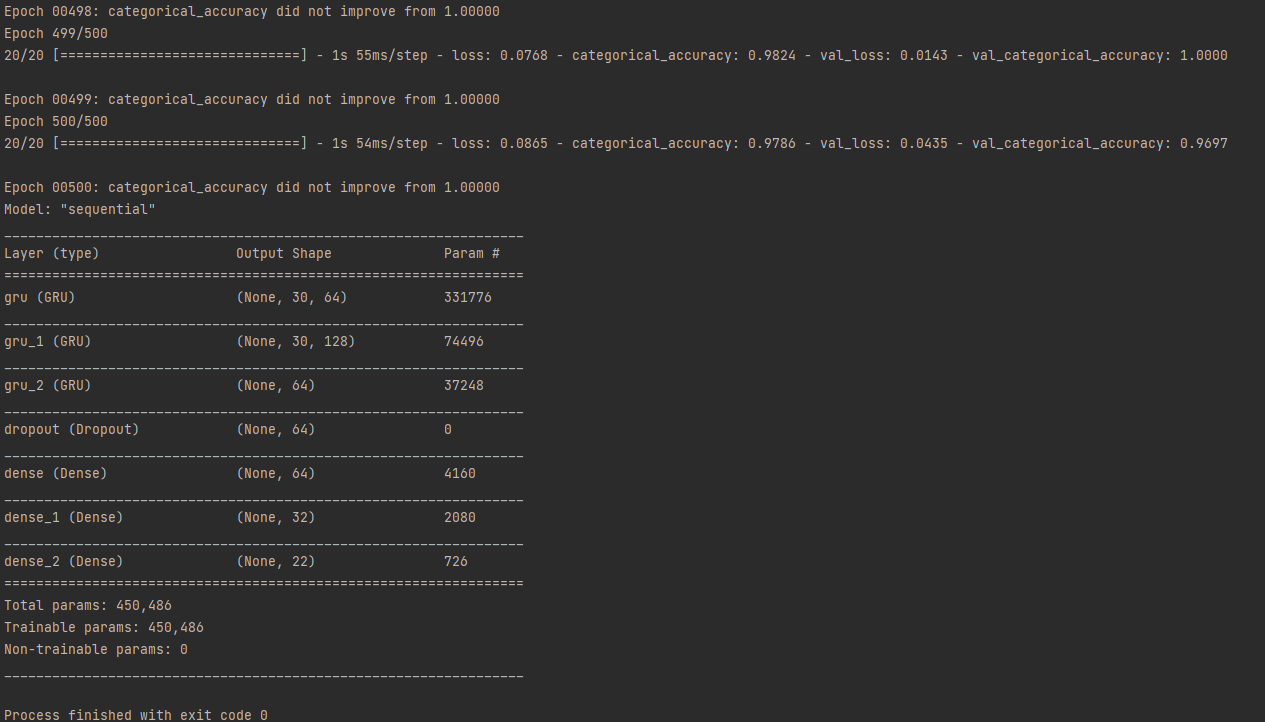 Epoch 00498: categorical_accuracy did not improve from 1.00000
Epoch 499/500
20/20 [==============================] - 1s 55ms/step - loss: 0.0768 - categorical_accuracy: 0.9824 - val_loss: 0.0143 - val_categorical_accuracy: 1.0000
Epoch 00499: categorical_accuracy did not improve from 1.00000
Epoch 500/500
20/20 [==============================] - 1s 54ms/step - loss: 0.0865 - categorical_accuracy: 0.9786 - val_loss: 0.0435 - val_categorical_accuracy: 0.9697
Epoch 00500: categorical_accuracy did not improve from 1.00000
Model: "sequential"
_________________________________________________________________
Layer (type)                 Output Shape              Param #
=================================================================
gru (GRU)                    (None, 30, 64)            331776
_________________________________________________________________
gru_1 (GRU)                  (None, 30, 128)           74496
_________________________________________________________________
gru_2 (GRU)                  (None, 64)                37248
_________________________________________________________________
dropout (Dropout)            (None, 64)                0
_________________________________________________________________
dense (Dense)                (None, 64)                4160
_________________________________________________________________
dense_1 (Dense)              (None, 32)                2080
_________________________________________________________________
dense_2 (Dense)              (None, 22)                726
=================================================================
Total params: 450,486
Trainable params: 450,486
Non-trainable params: 0
_________________________________________________________________
Process finished with exit code 0